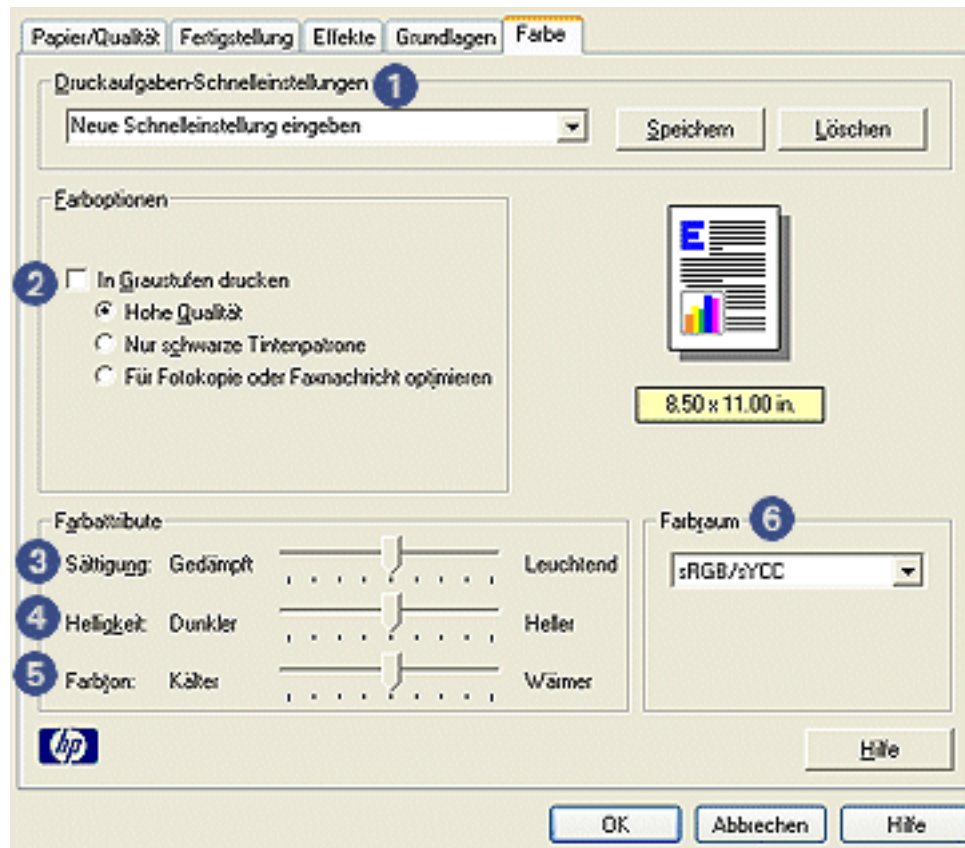 Papier/Qualität Fertigstellung Effekte Grundlagen Farbe
Druckaufgaben-Schnelleinstellungen 1
Neue Schnelleinstellung eingeben Speichern Löschen
Farboptionen
E
2 In Graustufen drucken
Hohe Qualität
Nur schwarze Tintenpatrone
Für Fotokopie oder Faxnachricht optimieren
8.50 x 11.00 in.
Farbattribute
3 Sättigung: Gedämpft Leuchtend
4 Helligkeit: Dunkler Heller
5 Farbton: Kälter Wärmer
Farbraum 6
sRGB/sYCC
hp
Hilfe
OK Abbrechen Hilfe